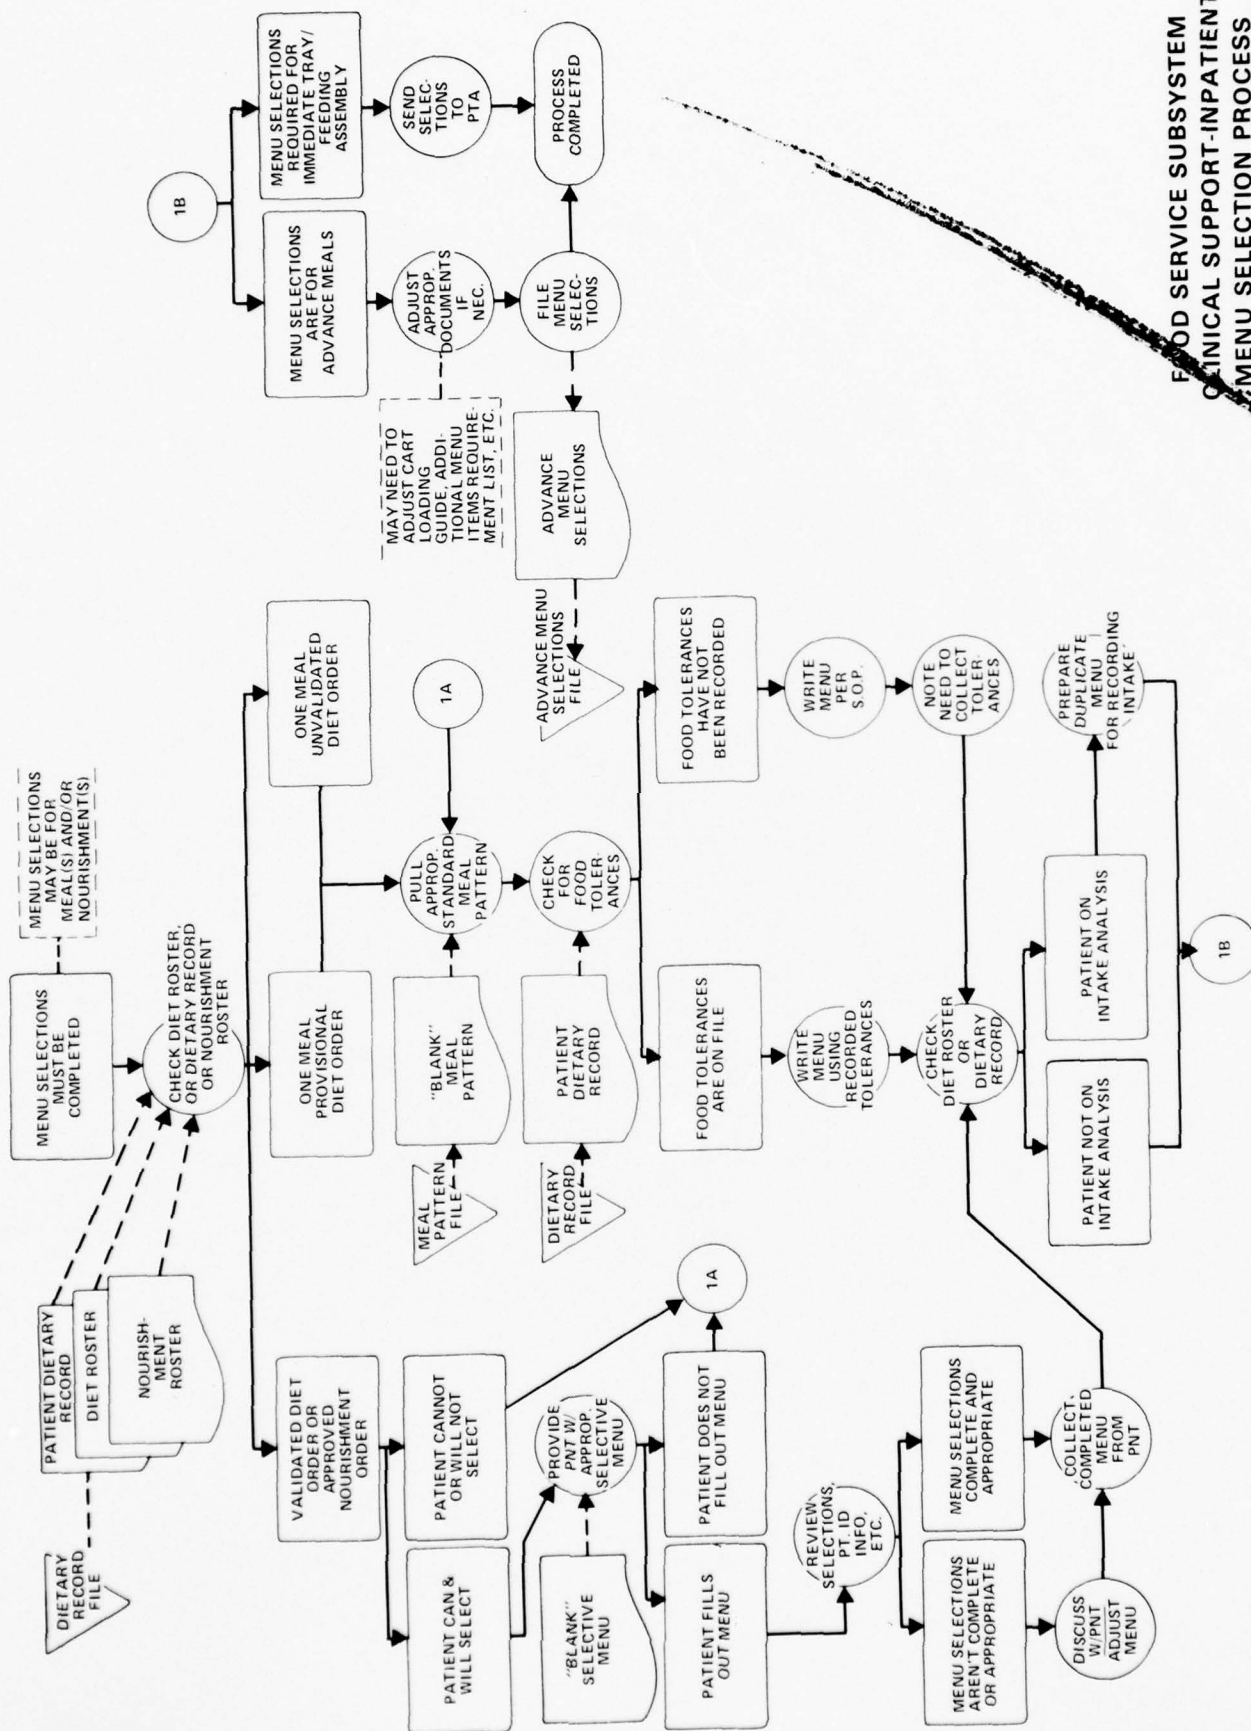 MENU SELECTIONS
MUST BE
COMPLETED
MENU SELECTIONS
MAY BE FOR
MEAL(S) AND/OR
NOURISHMENT(S)
DIETARY
RECORD
FILE
PATIENT DIETARY
RECORD
DIET ROSTER
NOURISH-
MENT
ROSTER
CHECK DIET ROSTER,
OR DIETARY RECORD
OR NOURISHMENT
ROSTER
VALIDATED DIET
ORDER OR
APPROVED
NOURISHMENT
ORDER
ONE MEAL
PROVISIONAL
DIET ORDER
ONE MEAL
UNVALIDATED
DIET ORDER
PATIENT CAN &
WILL SELECT
PATIENT CANNOT
OR WILL NOT
SELECT
MEAL
PATTERN
FILE
"BLANK"
MEAL
PATTERN
PULL
APPROP.
STANDARD
MEAL
PATTERN
1A
"BLANK"
SELECTIVE
MENU
PROVIDE
PNT W/
APPROP.
SELECTIVE
MENU
DIETARY
RECORD
FILE
PATIENT
DIETARY
RECORD
CHECK
FOR
FOOD
TOLER-
ANCES
PATIENT FILLS
OUT MENU
PATIENT DOES NOT
FILL OUT MENU
1A
FOOD TOLERANCES
ARE ON FILE
FOOD TOLERANCES
HAVE NOT
BEEN RECORDED
REVIEW
SELECTIONS,
PT. ID
INFO,
ETC.
WRITE
MENU
USING
RECORDED
TOLERANCES
WRITE
MENU
PER
S.O.P.
MENU SELECTIONS
AREN'T COMPLETE
OR APPROPRIATE
MENU SELECTIONS
COMPLETE AND
APPROPRIATE
CHECK
DIET ROSTER
OR
DIETARY
RECORD
NOTE
NEED TO
COLLECT
TOLER-
ANCES
DISCUSS
W/PNT
ADJUST
MENU
COLLECT
COMPLETED
MENU
FROM
PNT
PATIENT NOT ON
INTAKE ANALYSIS
PATIENT ON
INTAKE ANALYSIS
PREPARE
DUPLICATE
MENU
FOR RECORDING
INTAKE
1B
1B
MENU SELECTIONS
ARE FOR
ADVANCE MEALS
MENU SELECTIONS
REQUIRED FOR
IMMEDIATE TRAY/
FEEDING
ASSEMBLY
MAY NEED TO
ADJUST CART
LOADING
GUIDE, ADDI-
TIONAL MENU
ITEMS REQUIRE-
MENT LIST, ETC.
ADJUST
APPROP.
DOCUMENTS
IF
NEC.
SEND
SELEC-
TIONS
TO
PTA
ADVANCE MENU
SELECTIONS
FILE
ADVANCE
MENU
SELECTIONS
FILE
MENU
SELEC-
TIONS
PROCESS
COMPLETED
FOOD SERVICE SUBSYSTEM
CLINICAL SUPPORT-INPATIENT
MENU SELECTION PROCESS